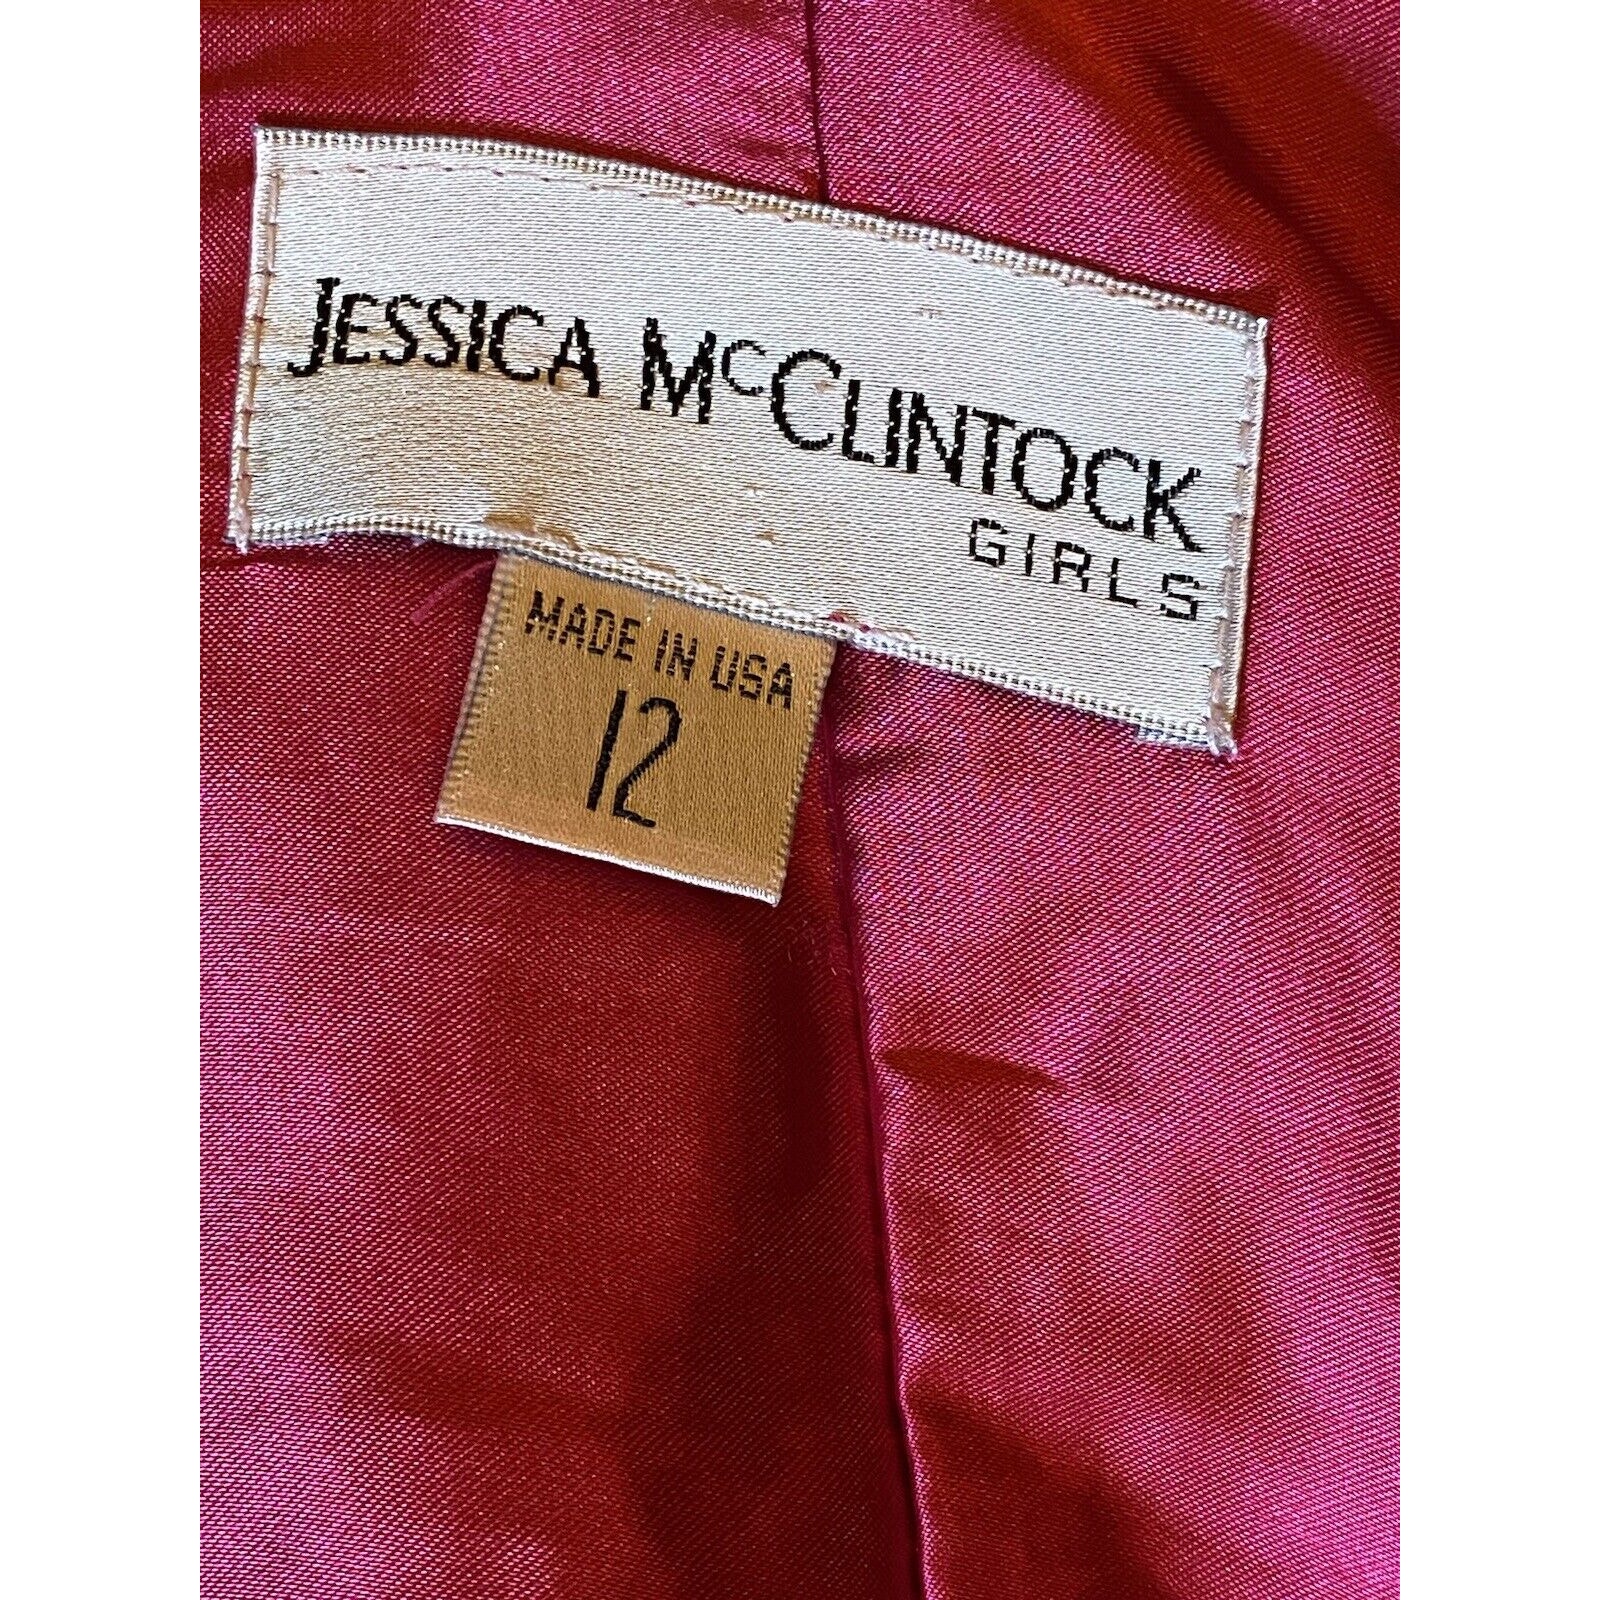 JESSICA McCLINTOCK
GIRLS
MADE IN USA
12